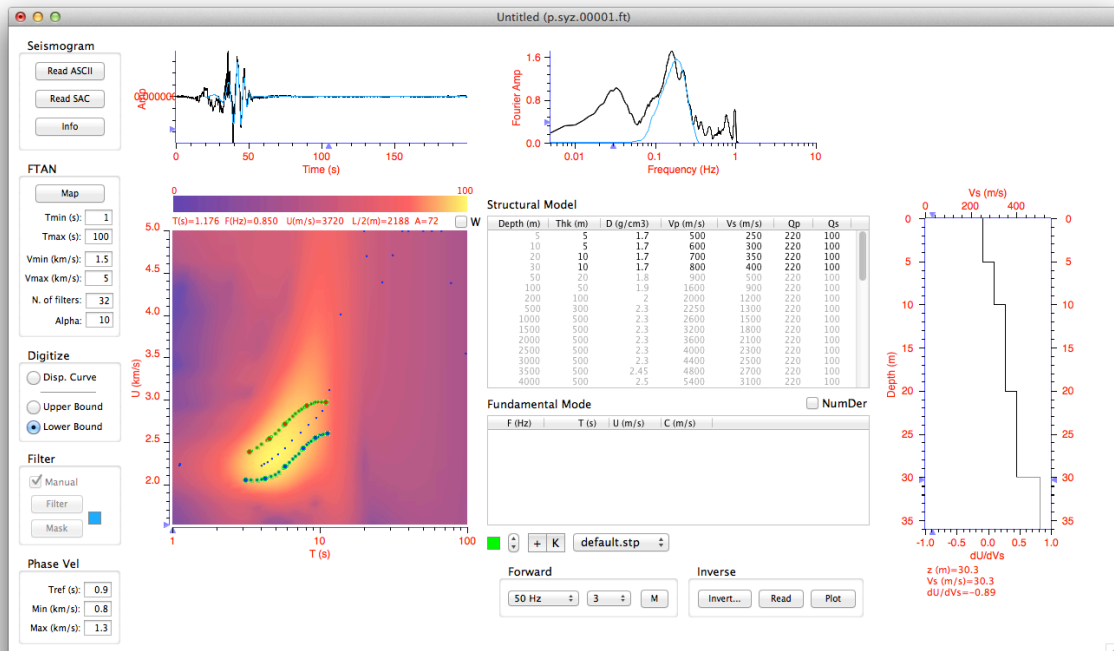 Untitled (p.syz.00001.ft)
Seismogram
Read ASCII
Read SAC
Info
FTAN
Map
Tmin (s): 1
Tmax (s): 100
Vmin (km/s): 1.5
Vmax (km/s): 5
N. of filters: 32
Alpha: 10
Digitize
Disp. Curve
Upper Bound
Lower Bound
Filter
Manual
Filter
Mask
Phase Vel
Tref (s): 0.9
Min (km/s): 0.8
Max (km/s): 1.3
Amp
0.000000
0 50 100 150
Time (s)
Fourier Amp
1.6
0.8
0.0
0.01 0.1 1 10
Frequency (Hz)
0 100
T(s)=1.176 F(Hz)=0.850 U(m/s)=3720 L/2(m)=2188 A=72
W
U (km/s)
5.0
4.5
4.0
3.5
3.0
2.5
2.0
1 10 100
T (s)
Structural Model
Depth (m) Thk (m) D (g/cm3) Vp (m/s) Vs (m/s) Qp Qs
5 5 1.7 500 250 220 100
10 5 1.7 600 300 220 100
20 10 1.7 700 350 220 100
30 10 1.7 800 400 220 100
50 20 1.8 900 500 220 100
100 50 1.9 1600 900 220 100
200 100 2 2000 1200 220 100
500 300 2.3 2250 1300 220 100
1000 500 2.3 2600 1500 220 100
1500 500 2.3 3200 1800 220 100
2000 500 2.3 3600 2100 220 100
2500 500 2.3 4000 2300 220 100
3000 500 2.3 4400 2500 220 100
3500 500 2.45 4800 2700 220 100
4000 500 2.5 5400 3100 220 100
Fundamental Mode
NumDer
F (Hz) T (s) U (m/s) C (m/s)
+ K
default.stp
Forward
50 Hz 3 M
Inverse
Invert... Read Plot
Vs (m/s)
0 200 400
Depth (m)
0 0
5 5
10 10
15 15
20 20
25 25
30 30
35 35
-1.0 -0.5 0.0 0.5 1.0
dU/dVs
z (m)=30.3
Vs (m/s)=30.3
dU/dVs=-0.89